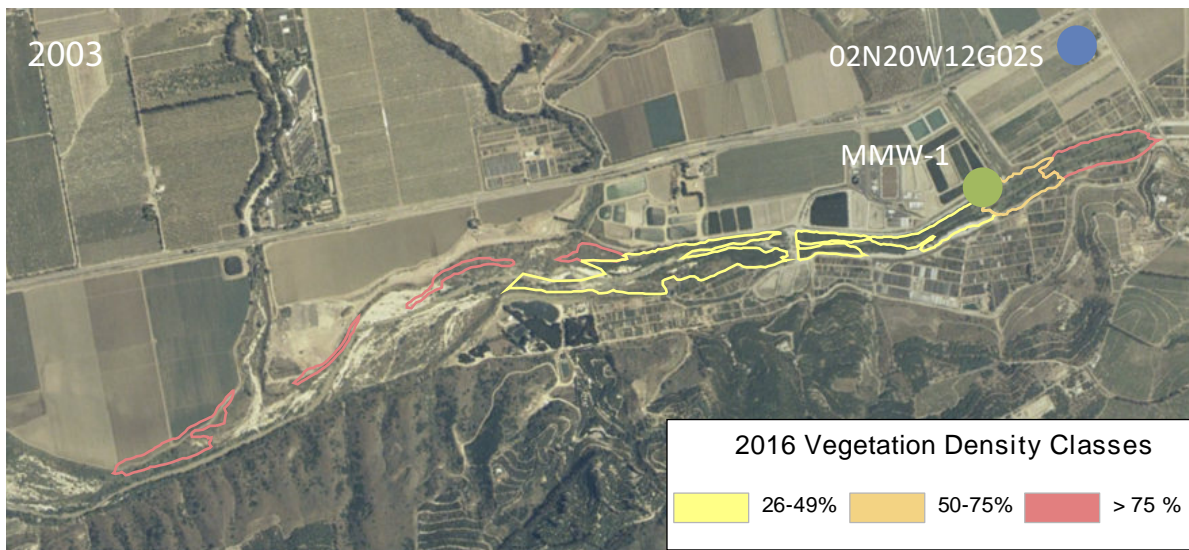 2003
02N20W12G02S
MMW-1
2016 Vegetation Density Classes
26-49% 50-75% > 75 %